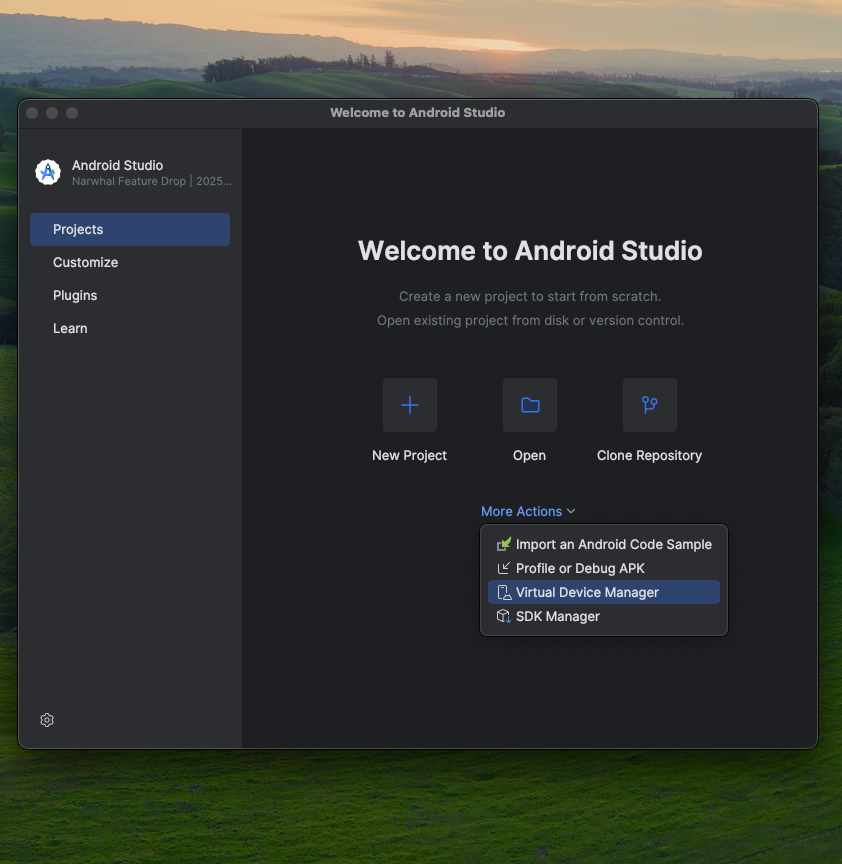 Welcome to Android Studio
Android Studio
Narwhal Feature Drop | 2025...
Projects
Customize
Plugins
Learn
Welcome to Android Studio
Create a new project to start from scratch.
Open existing project from disk or version control.
New Project
Open
Clone Repository
More Actions
Import an Android Code Sample
Profile or Debug APK
Virtual Device Manager
SDK Manager